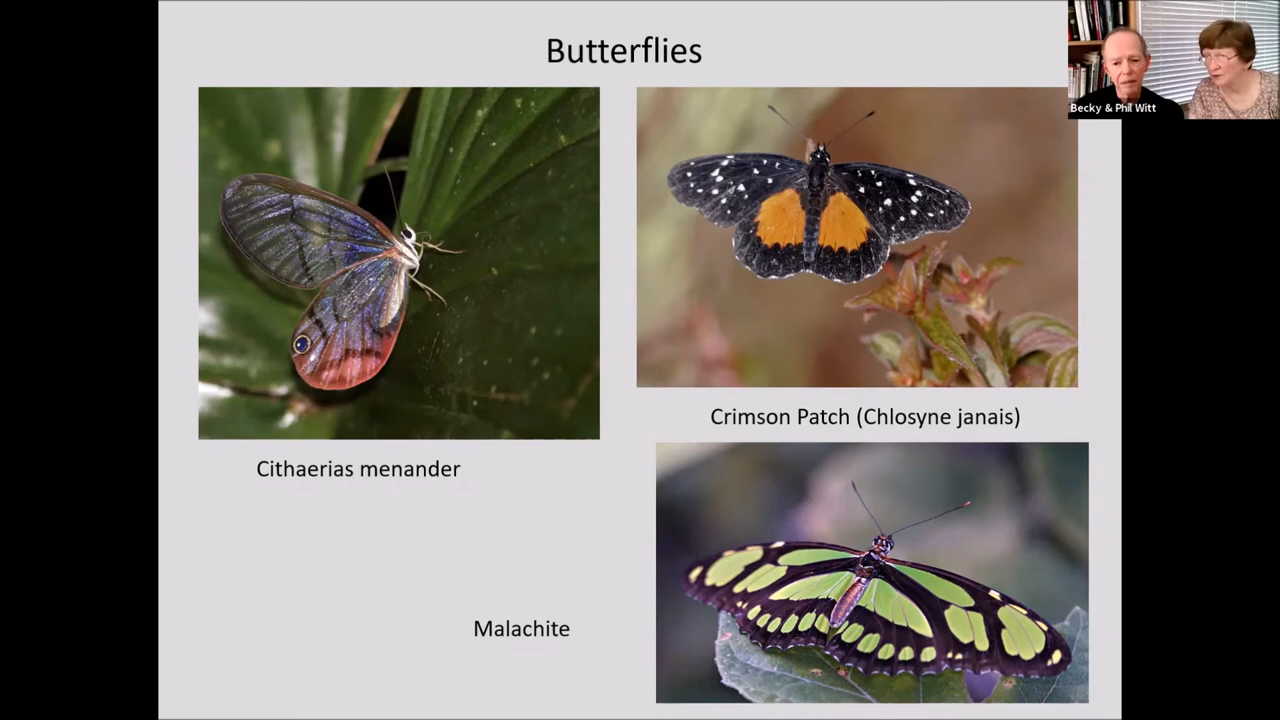 Butterflies
Becky & Phil Witt
Crimson Patch (Chlosyne janais)
Cithaerias menander
Malachite